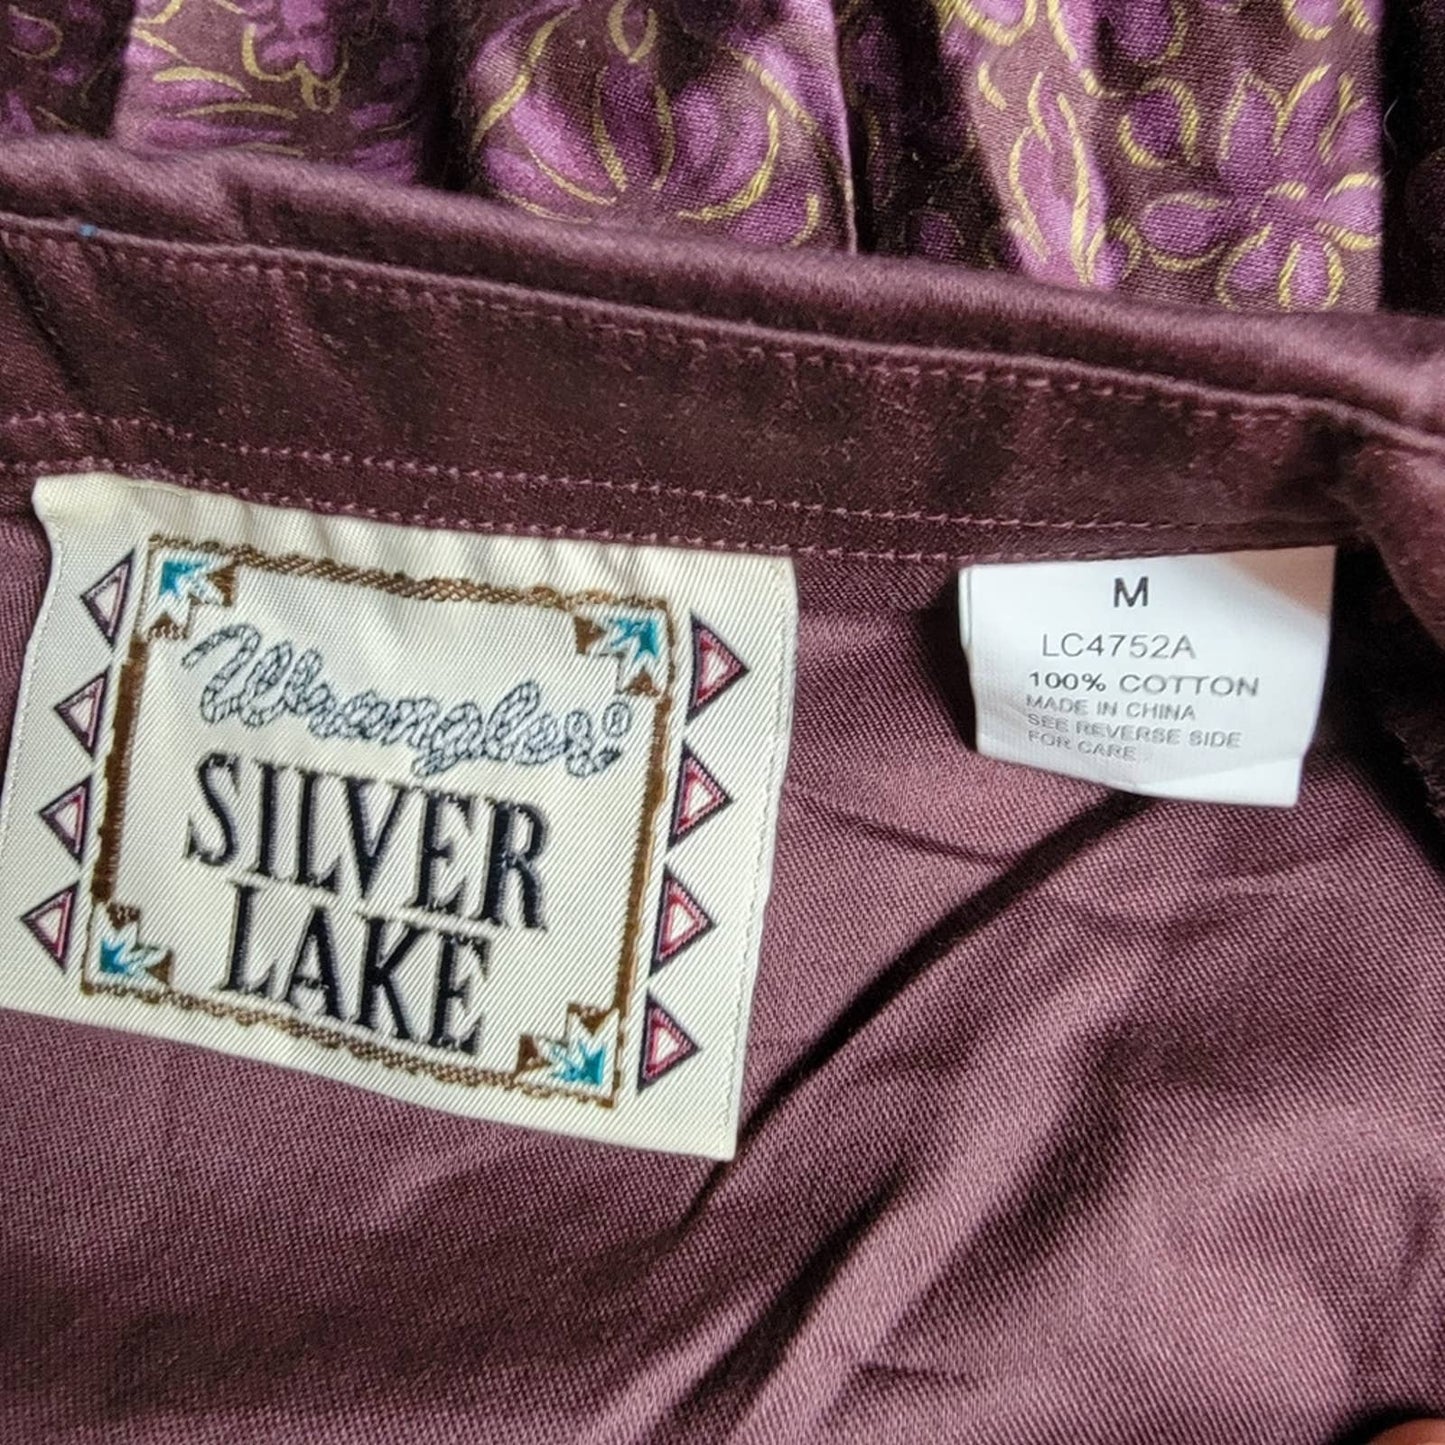 Wrangler®
SILVER
LAKE
M
LC4752A
100% COTTON
MADE IN CHINA
SEE REVERSE SIDE
FOR CARE